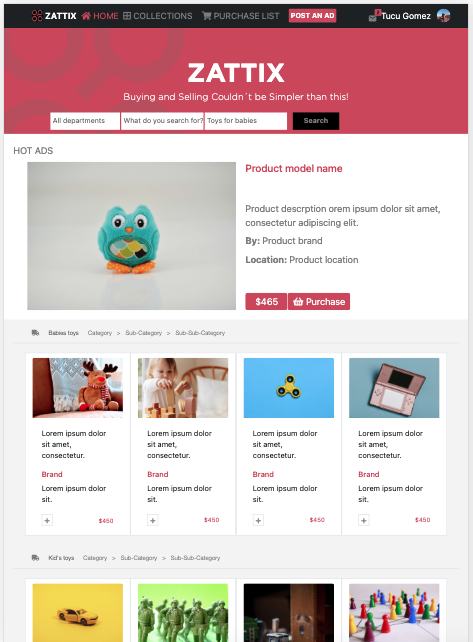 ZATTIX HOME COLLECTIONS PURCHASE LIST POST AN AD Tucu Gomez
ZATTIX
Buying and Selling Couldn´t be Simpler than this!
All departments What do you search for? Toys for babies Search
HOT ADS
Product model name
Product descrption orem ipsum dolor sit amet,
consectetur adipiscing elit.
By: Product brand
Location: Product location
$465 Purchase
Babies toys Category > Sub-Category > Sub-Sub-Category
Lorem ipsum dolor
sit amet,
consectetur.
Brand
Lorem ipsum dolor
sit.
+ $450
Lorem ipsum dolor
sit amet,
consectetur.
Brand
Lorem ipsum dolor
sit.
+ $450
Lorem ipsum dolor
sit amet,
consectetur.
Brand
Lorem ipsum dolor
sit.
+ $450
Lorem ipsum dolor
sit amet,
consectetur.
Brand
Lorem ipsum dolor
sit.
+ $450
Kid's toys Category > Sub-Category > Sub-Sub-Category